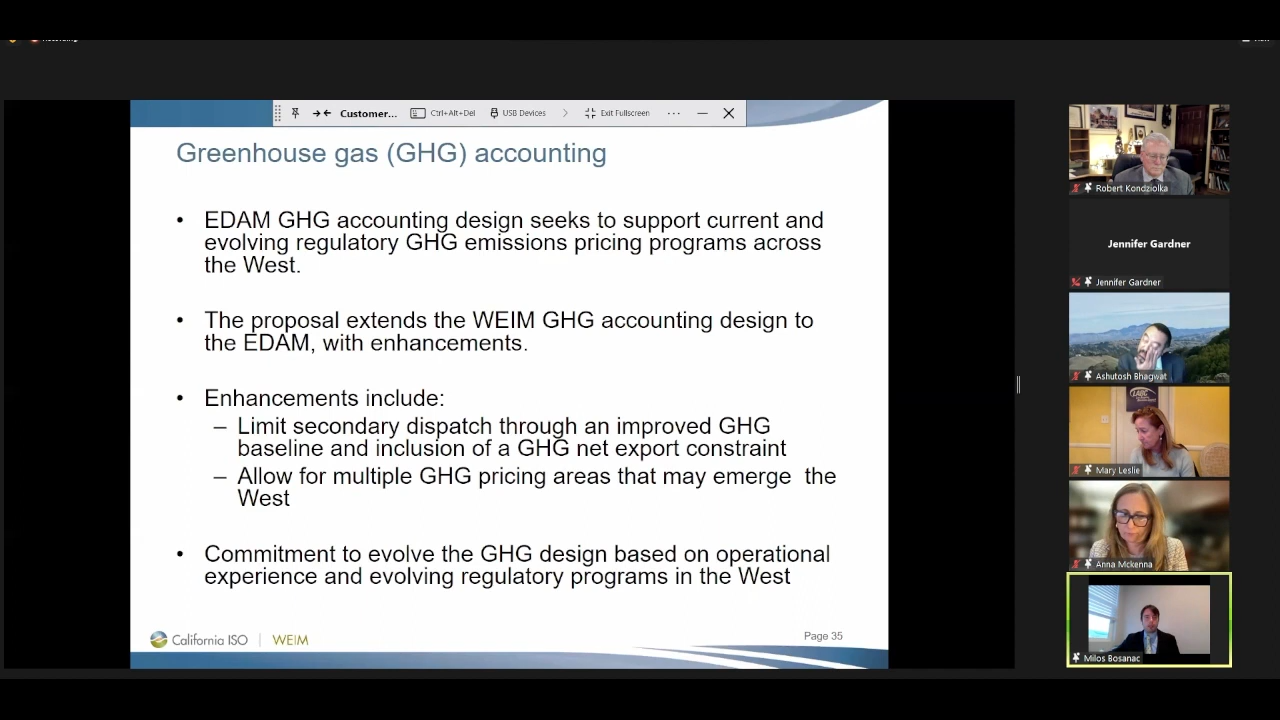 Customer...
Ctrl+Alt+Del
USB Devices
Exit Fullscreen
Greenhouse gas (GHG) accounting
• EDAM GHG accounting design seeks to support current and
evolving regulatory GHG emissions pricing programs across
the West.
• The proposal extends the WEIM GHG accounting design to
the EDAM, with enhancements.
• Enhancements include:
– Limit secondary dispatch through an improved GHG
baseline and inclusion of a GHG net export constraint
– Allow for multiple GHG pricing areas that may emerge the
West
• Commitment to evolve the GHG design based on operational
experience and evolving regulatory programs in the West
California ISO | WEIM
Page 35
Robert Kondziolka
Jennifer Gardner
Jennifer Gardner
Ashutosh Bhagwat
Mary Leslie
Anna Mckenna
Milos Bosanac